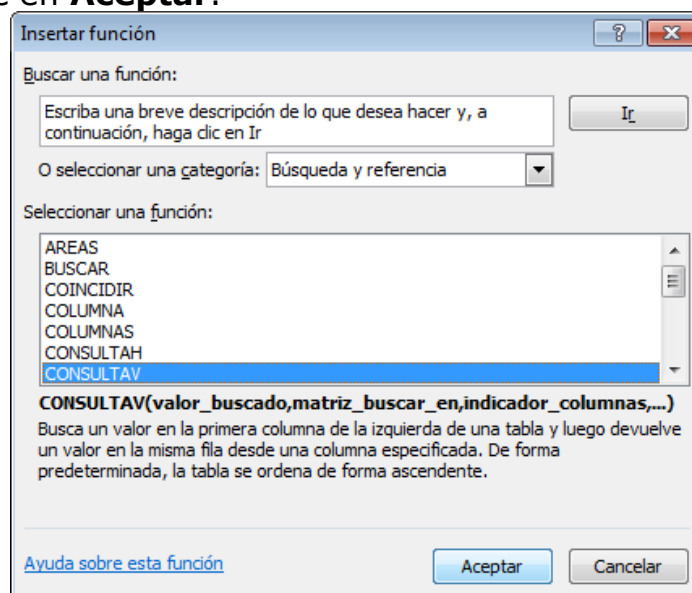 e en Aceptar.
Insertar función
Buscar una función:
Escriba una breve descripción de lo que desea hacer y, a
continuación, haga clic en Ir
Ir
O seleccionar una categoría: Búsqueda y referencia
Seleccionar una función:
AREAS
BUSCAR
COINCIDIR
COLUMNA
COLUMNAS
CONSULTAH
CONSULTAV
CONSULTAV(valor_buscado,matriz_buscar_en,indicador_columnas,...)
Busca un valor en la primera columna de la izquierda de una tabla y luego devuelve
un valor en la misma fila desde una columna especificada. De forma
predeterminada, la tabla se ordena de forma ascendente.
Ayuda sobre esta función
Aceptar
Cancelar